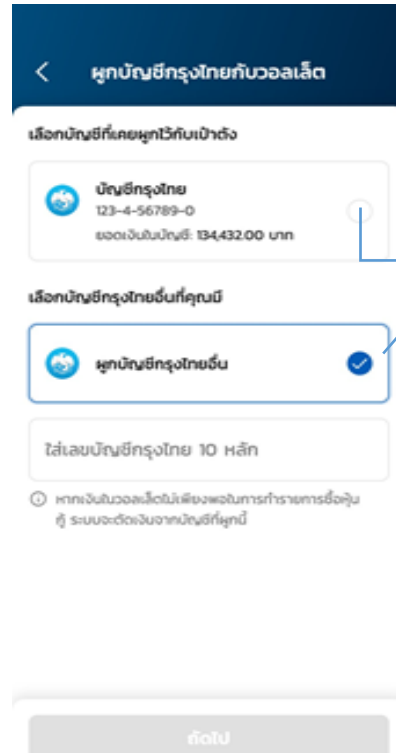 ผูกบัญชีกรุงไทยกับวอลเล็ต
เลือกบัญชีที่เคยผูกไว้กับเป๋าตัง
บัญชีกรุงไทย
123-4-56789-0
ยอดเงินในบัญชี: 134,432.00 บาท
เลือกบัญชีกรุงไทยอื่นที่คุณมี
ผูกบัญชีกรุงไทยอื่น
ใส่เลขบัญชีกรุงไทย 10 หลัก
หากเงินในวอลเล็ตไม่เพียงพอในการทำรายการซื้อหุ้น
กู้ ระบบจะตัดเงินจากบัญชีที่ผูกนี้
ถัดไป